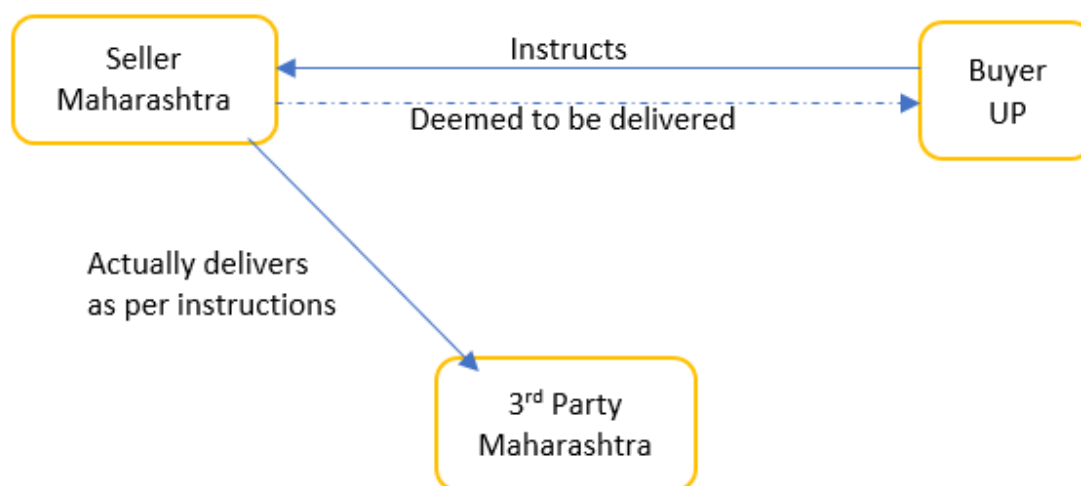 Seller
Maharashtra
Instructs
Buyer
UP
Deemed to be delivered
Actually delivers
as per instructions
3rd Party
Maharashtra